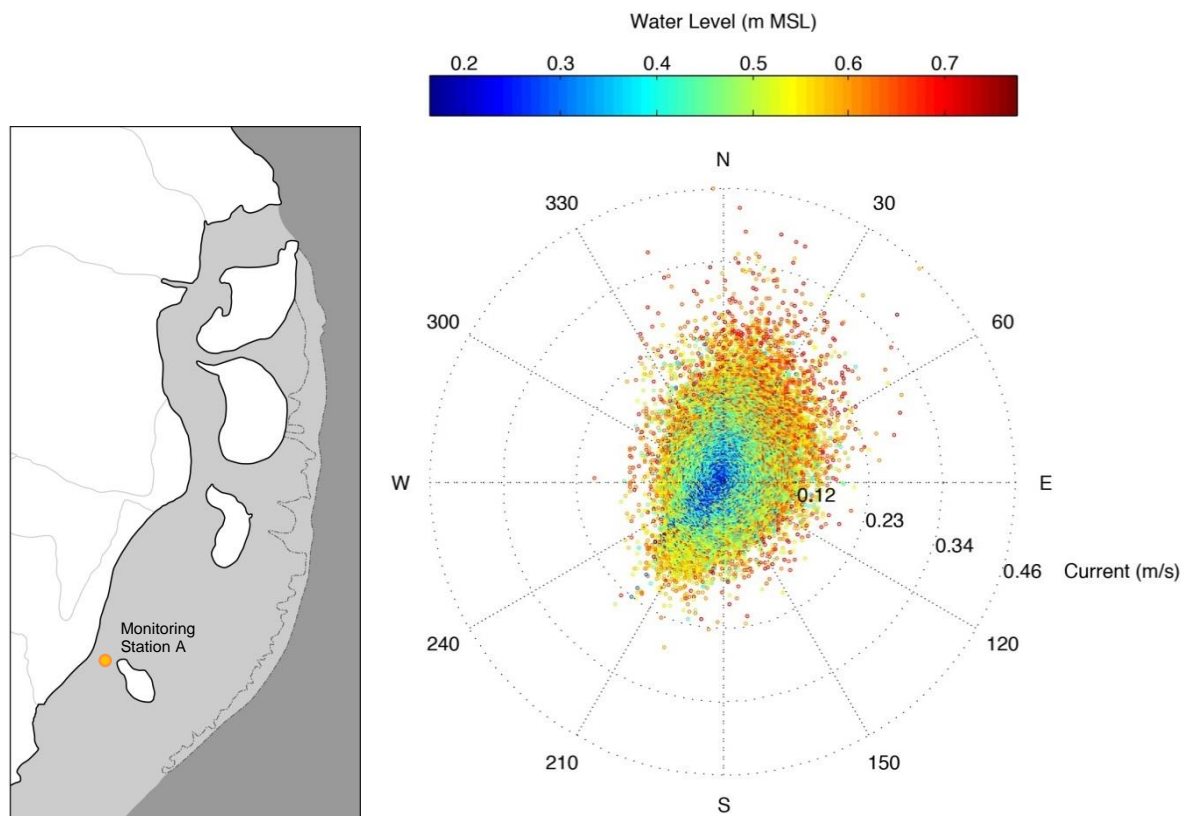 Water Level (m MSL)
0.2 0.3 0.4 0.5 0.6 0.7
N
330 30
300 60
W E
0.12
0.23
0.34
0.46 Current (m/s)
240 120
210 150
S
Monitoring
Station A